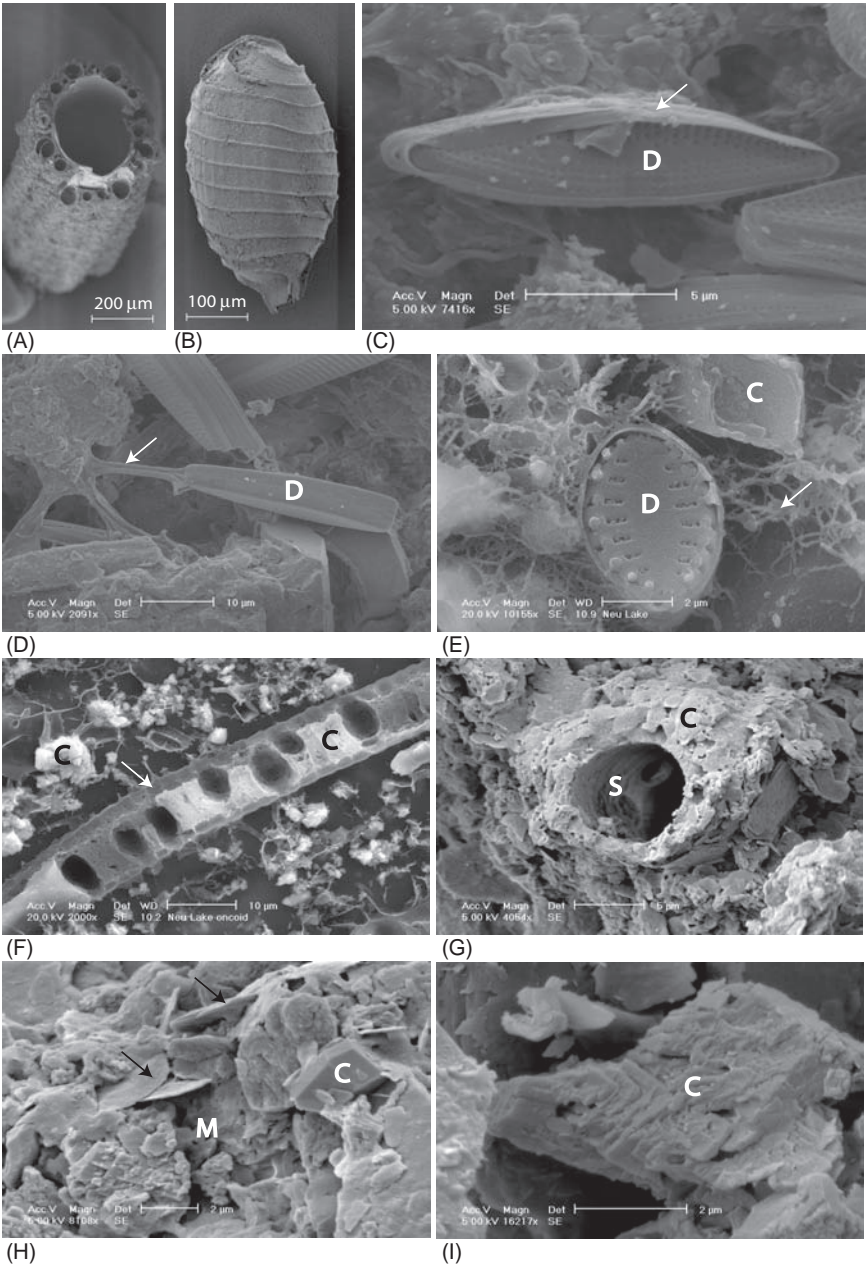 200 µm
100 µm
D
Acc.V Magn Det 5 µm
5.00 kV 7416x SE
(A)
(B)
(C)
D
Acc.V Magn Det 10 µm
5.00 kV 2091x SE
C
D
Acc.V Magn Det WD 2 µm
20.0 kV 10155x SE 10.9 Neu Lake
(D)
(E)
C
C
Acc.V Magn Det WD 10 µm
20.0 kV 2000x SE 10.2 Neu-Lake oncoid
C
S
Acc.V Magn Det 5 µm
5.00 kV 4054x SE
(F)
(G)
C
M
Acc.V Magn Det 2 µm
5.00 kV 8108x SE
C
Acc.V Magn Det 2 µm
5.00 kV 16217x SE
(H)
(I)